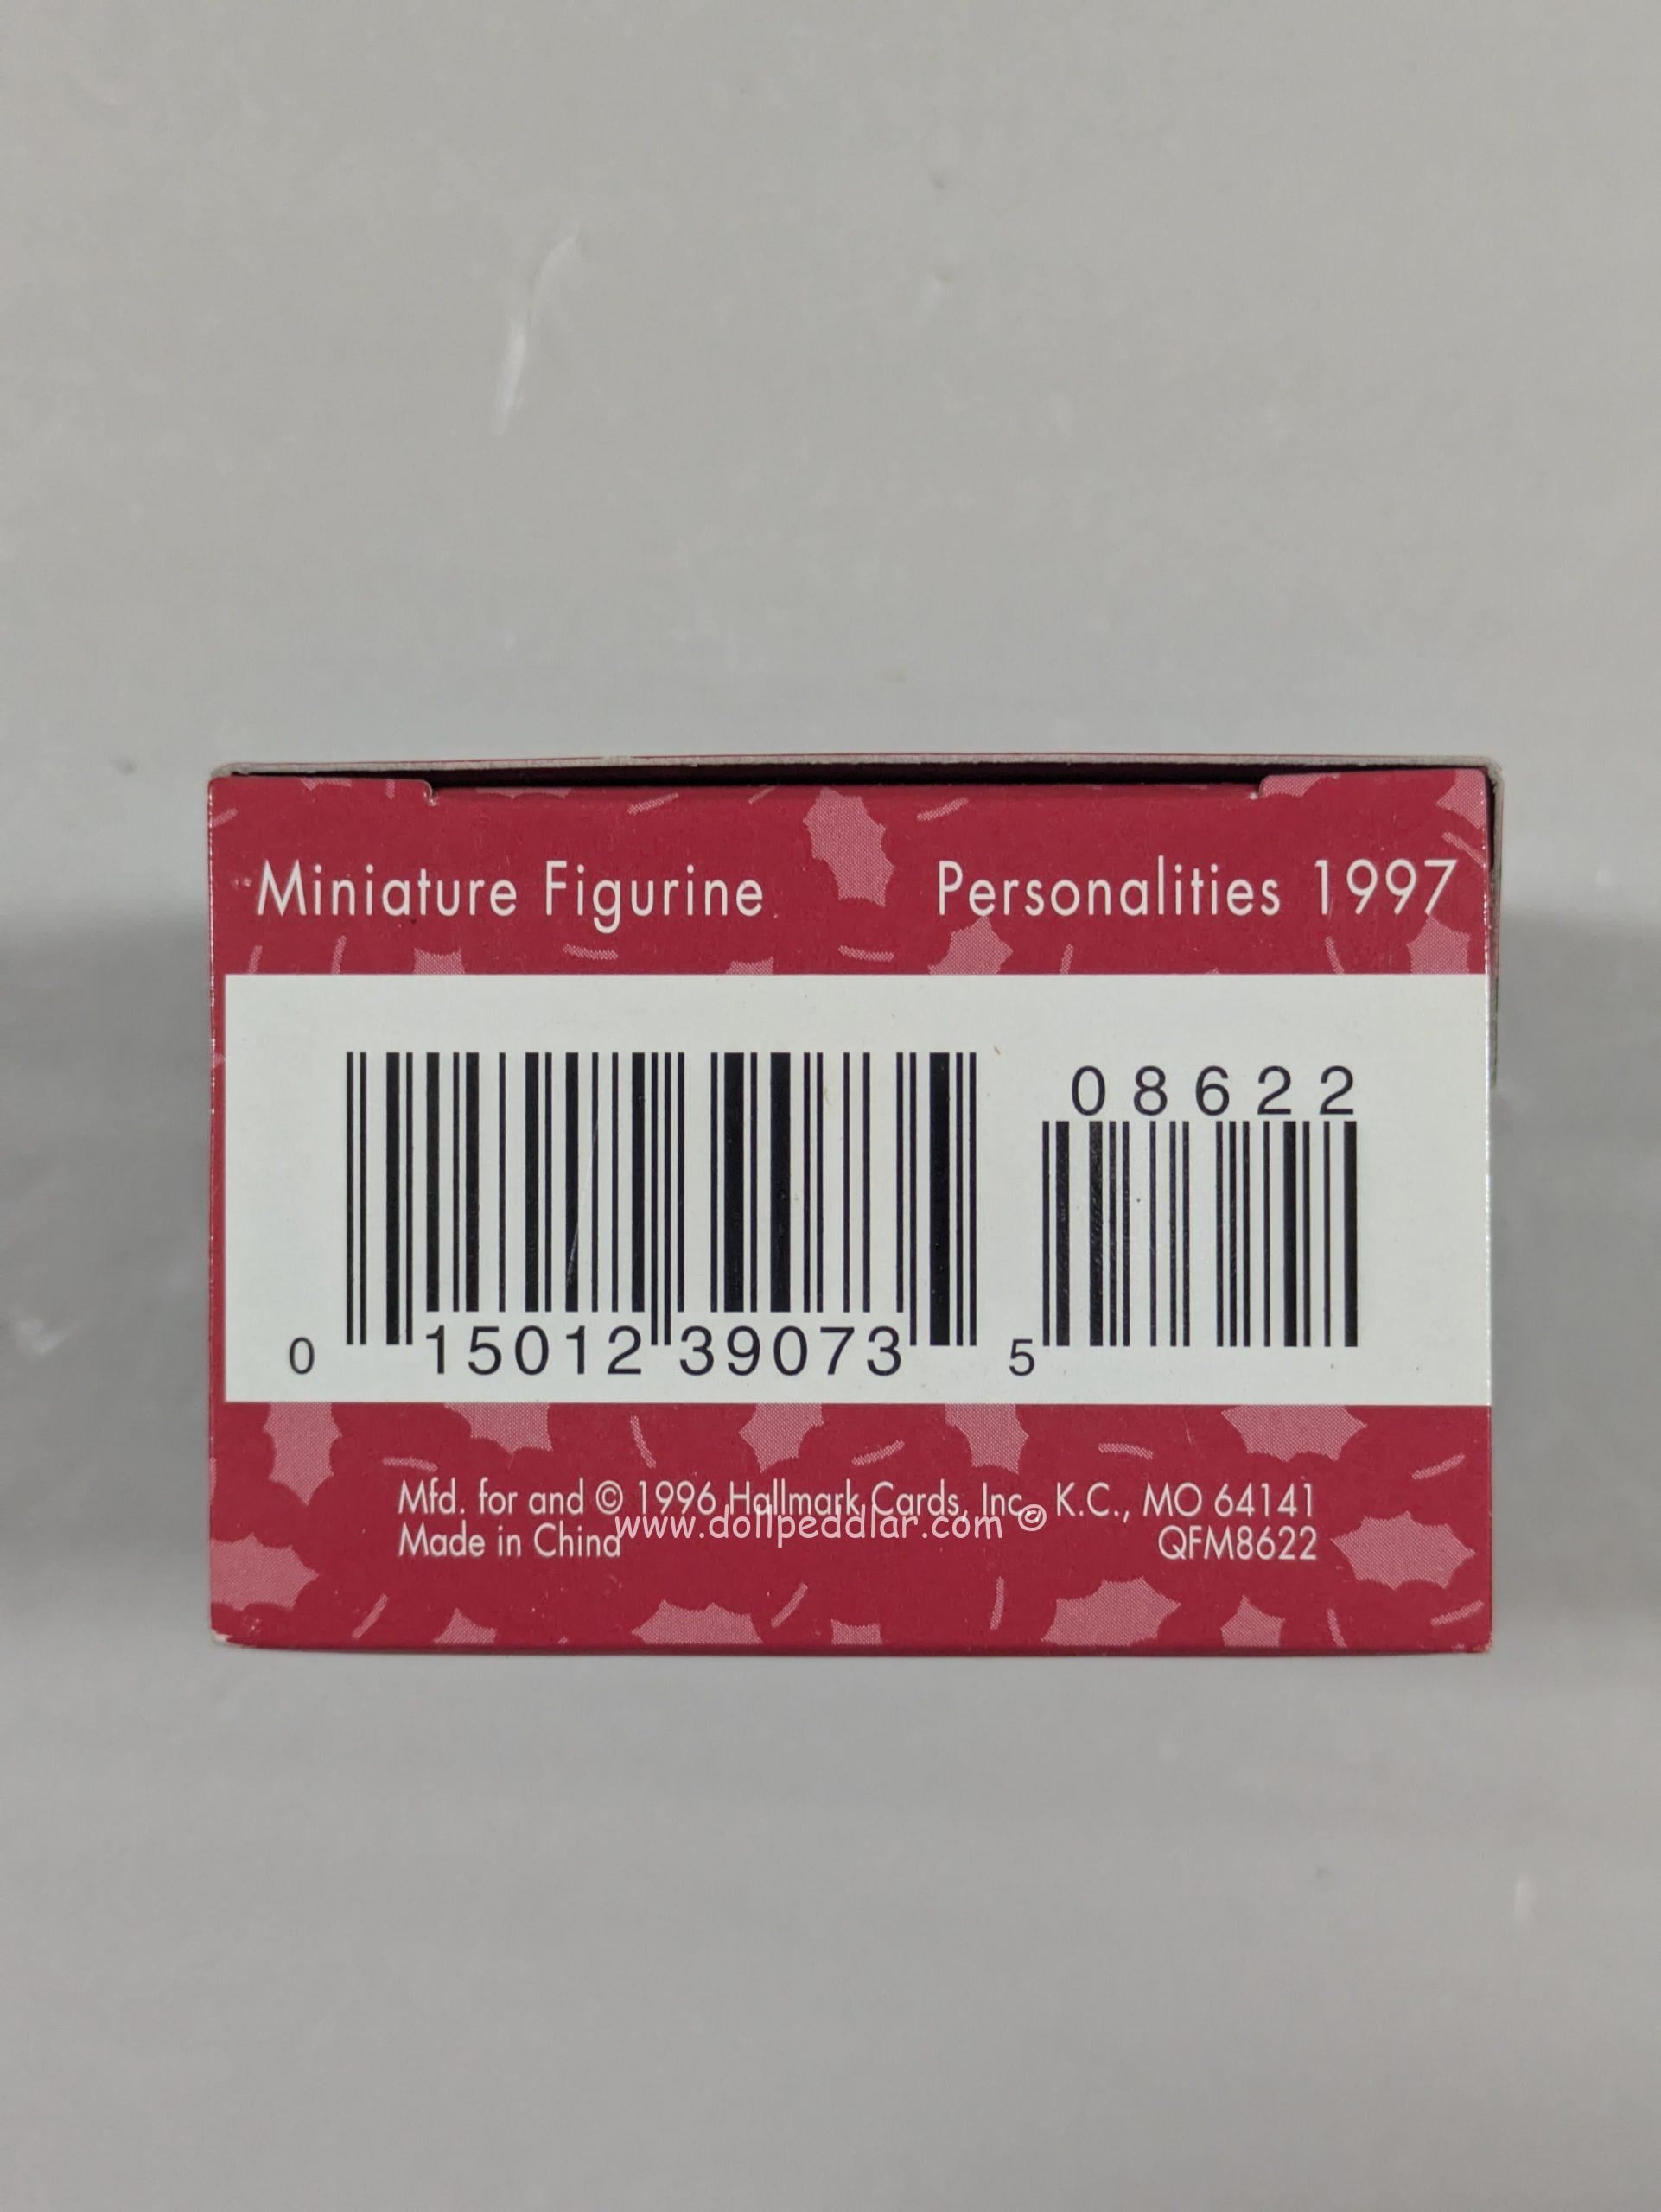 Miniature Figurine Personalities 1997
08622
0 15012 39073 5
Mfd. for and © 1996 Hallmark Cards, Inc. K.C., MO 64141
www.dollpeddlar.com ©
Made in China QFM8622